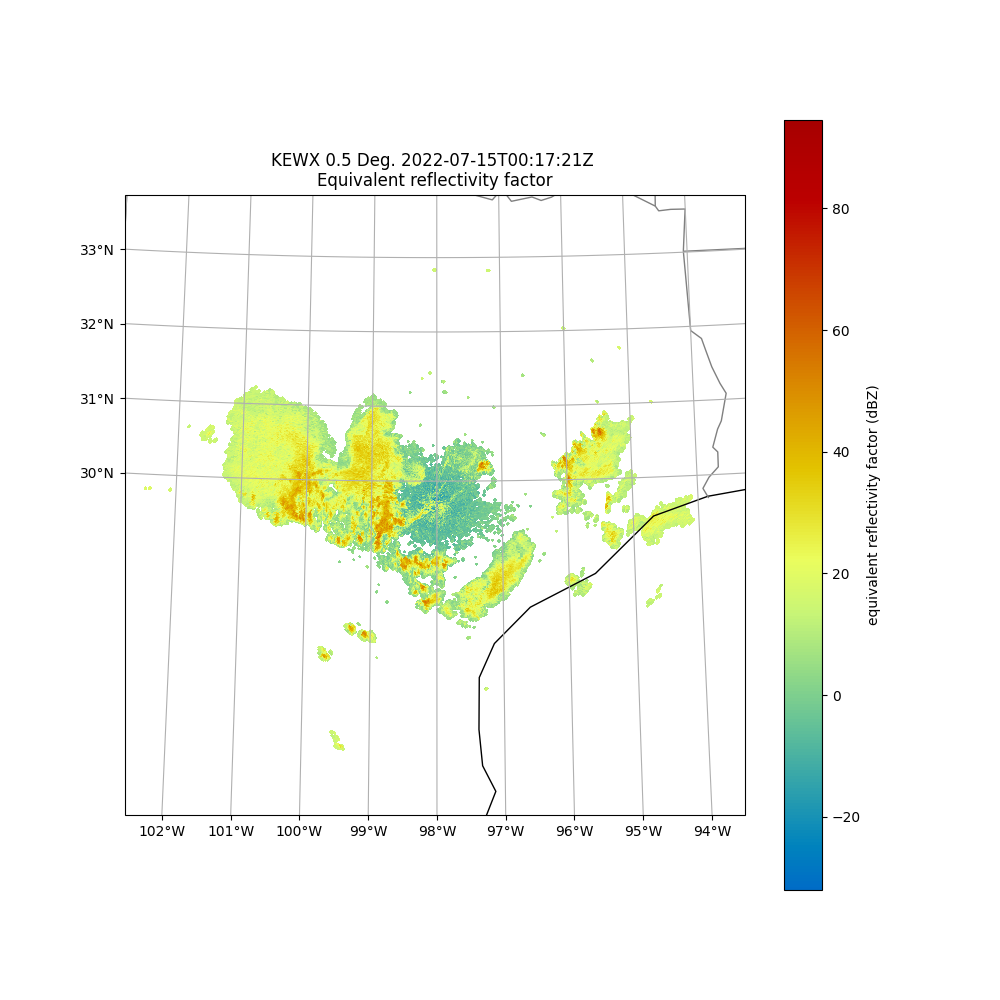 KEWX 0.5 Deg. 2022-07-15T00:17:21Z
Equivalent reflectivity factor
33°N
32°N
31°N
30°N
102°W 101°W 100°W 99°W 98°W 97°W 96°W 95°W 94°W
80
60
40
20
0
−20
equivalent reflectivity factor (dBZ)